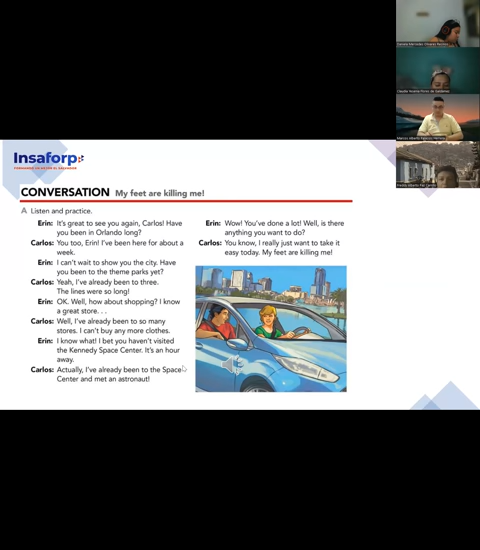 Insaforp
CONVERSATION My feet are killing me!
A Listen and practice.
Erin: It's great to see you again, Carlos! Have
you been in Orlando long?
Carlos: You too, Erin! I've been here for about a
week.
Erin: I can't wait to show you the city. Have
you been to the theme parks yet?
Carlos: Yeah, I've already been to three.
The lines were so long!
Erin: OK. Well, how about shopping? I know
a great store. . .
Carlos: Well, I've already been to so many
stores. I can't buy any more clothes.
Erin: I know what! I bet you haven't visited
the Kennedy Space Center. It's an hour
away.
Carlos: Actually, I've already been to the Space
Center and met an astronaut!
Erin: Wow! You've done a lot! Well, is there
anything you want to do?
Carlos: You know, I really just want to take it
easy today. My feet are killing me!